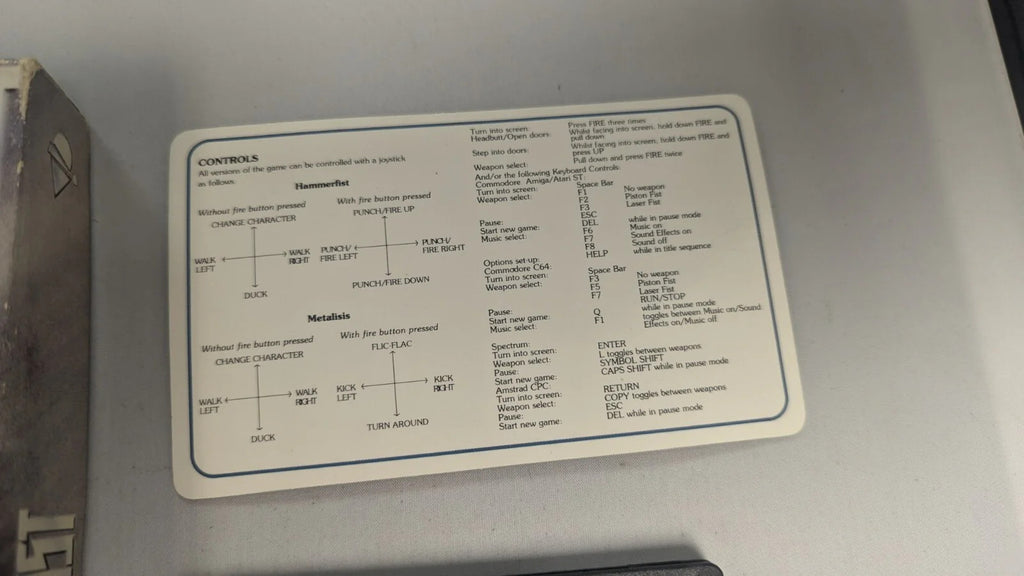 CONTROLS
All versions of the game can be controlled with a joystick
as follows.
Hammerfist
Without fire button pressed
CHANGE CHARACTER
WALK LEFT
WALK RIGHT
DUCK
With fire button pressed
PUNCH/FIRE UP
PUNCH/
FIRE LEFT
PUNCH/
FIRE RIGHT
PUNCH/FIRE DOWN
Metalisis
Without fire button pressed
CHANGE CHARACTER
WALK
LEFT
WALK
RIGHT
DUCK
With fire button pressed
FLIC-FLAC
KICK
LEFT
KICK
RIGHT
TURN AROUND
Turn into screen: Press FIRE three times
Headbutt/Open doors: Whilst facing into screen, hold down FIRE and
pull down
Step into doors: Whilst facing into screen, hold down FIRE and
press UP
Weapon select: Pull down and press FIRE twice
And/or the following Keyboard Controls:
Commodore Amiga/Atari ST:
Turn into screen: Space Bar
Weapon select: F1 No weapon
F2 Piston Fist
F3 Laser Fist
Pause: ESC
Start new game: DEL while in pause mode
Music select: F6 Music on
F7 Sound Effects on
F8 Sound off
Options set-up: HELP while in title sequence
Commodore C64:
Turn into screen: Space Bar
Weapon select: F3 No weapon
F5 Piston Fist
F7 Laser Fist
Pause: RUN/STOP
Start new game: Q while in pause mode
Music select: F1 toggles between Music on/Sound
Effects on/Music off
Spectrum:
Turn into screen: ENTER
Weapon select: L toggles between weapons
Pause: SYMBOL SHIFT
Start new game: CAPS SHIFT while in pause mode
Amstrad CPC:
Turn into screen: RETURN
Weapon select: COPY toggles between weapons
Pause: ESC
Start new game: DEL while in pause mode